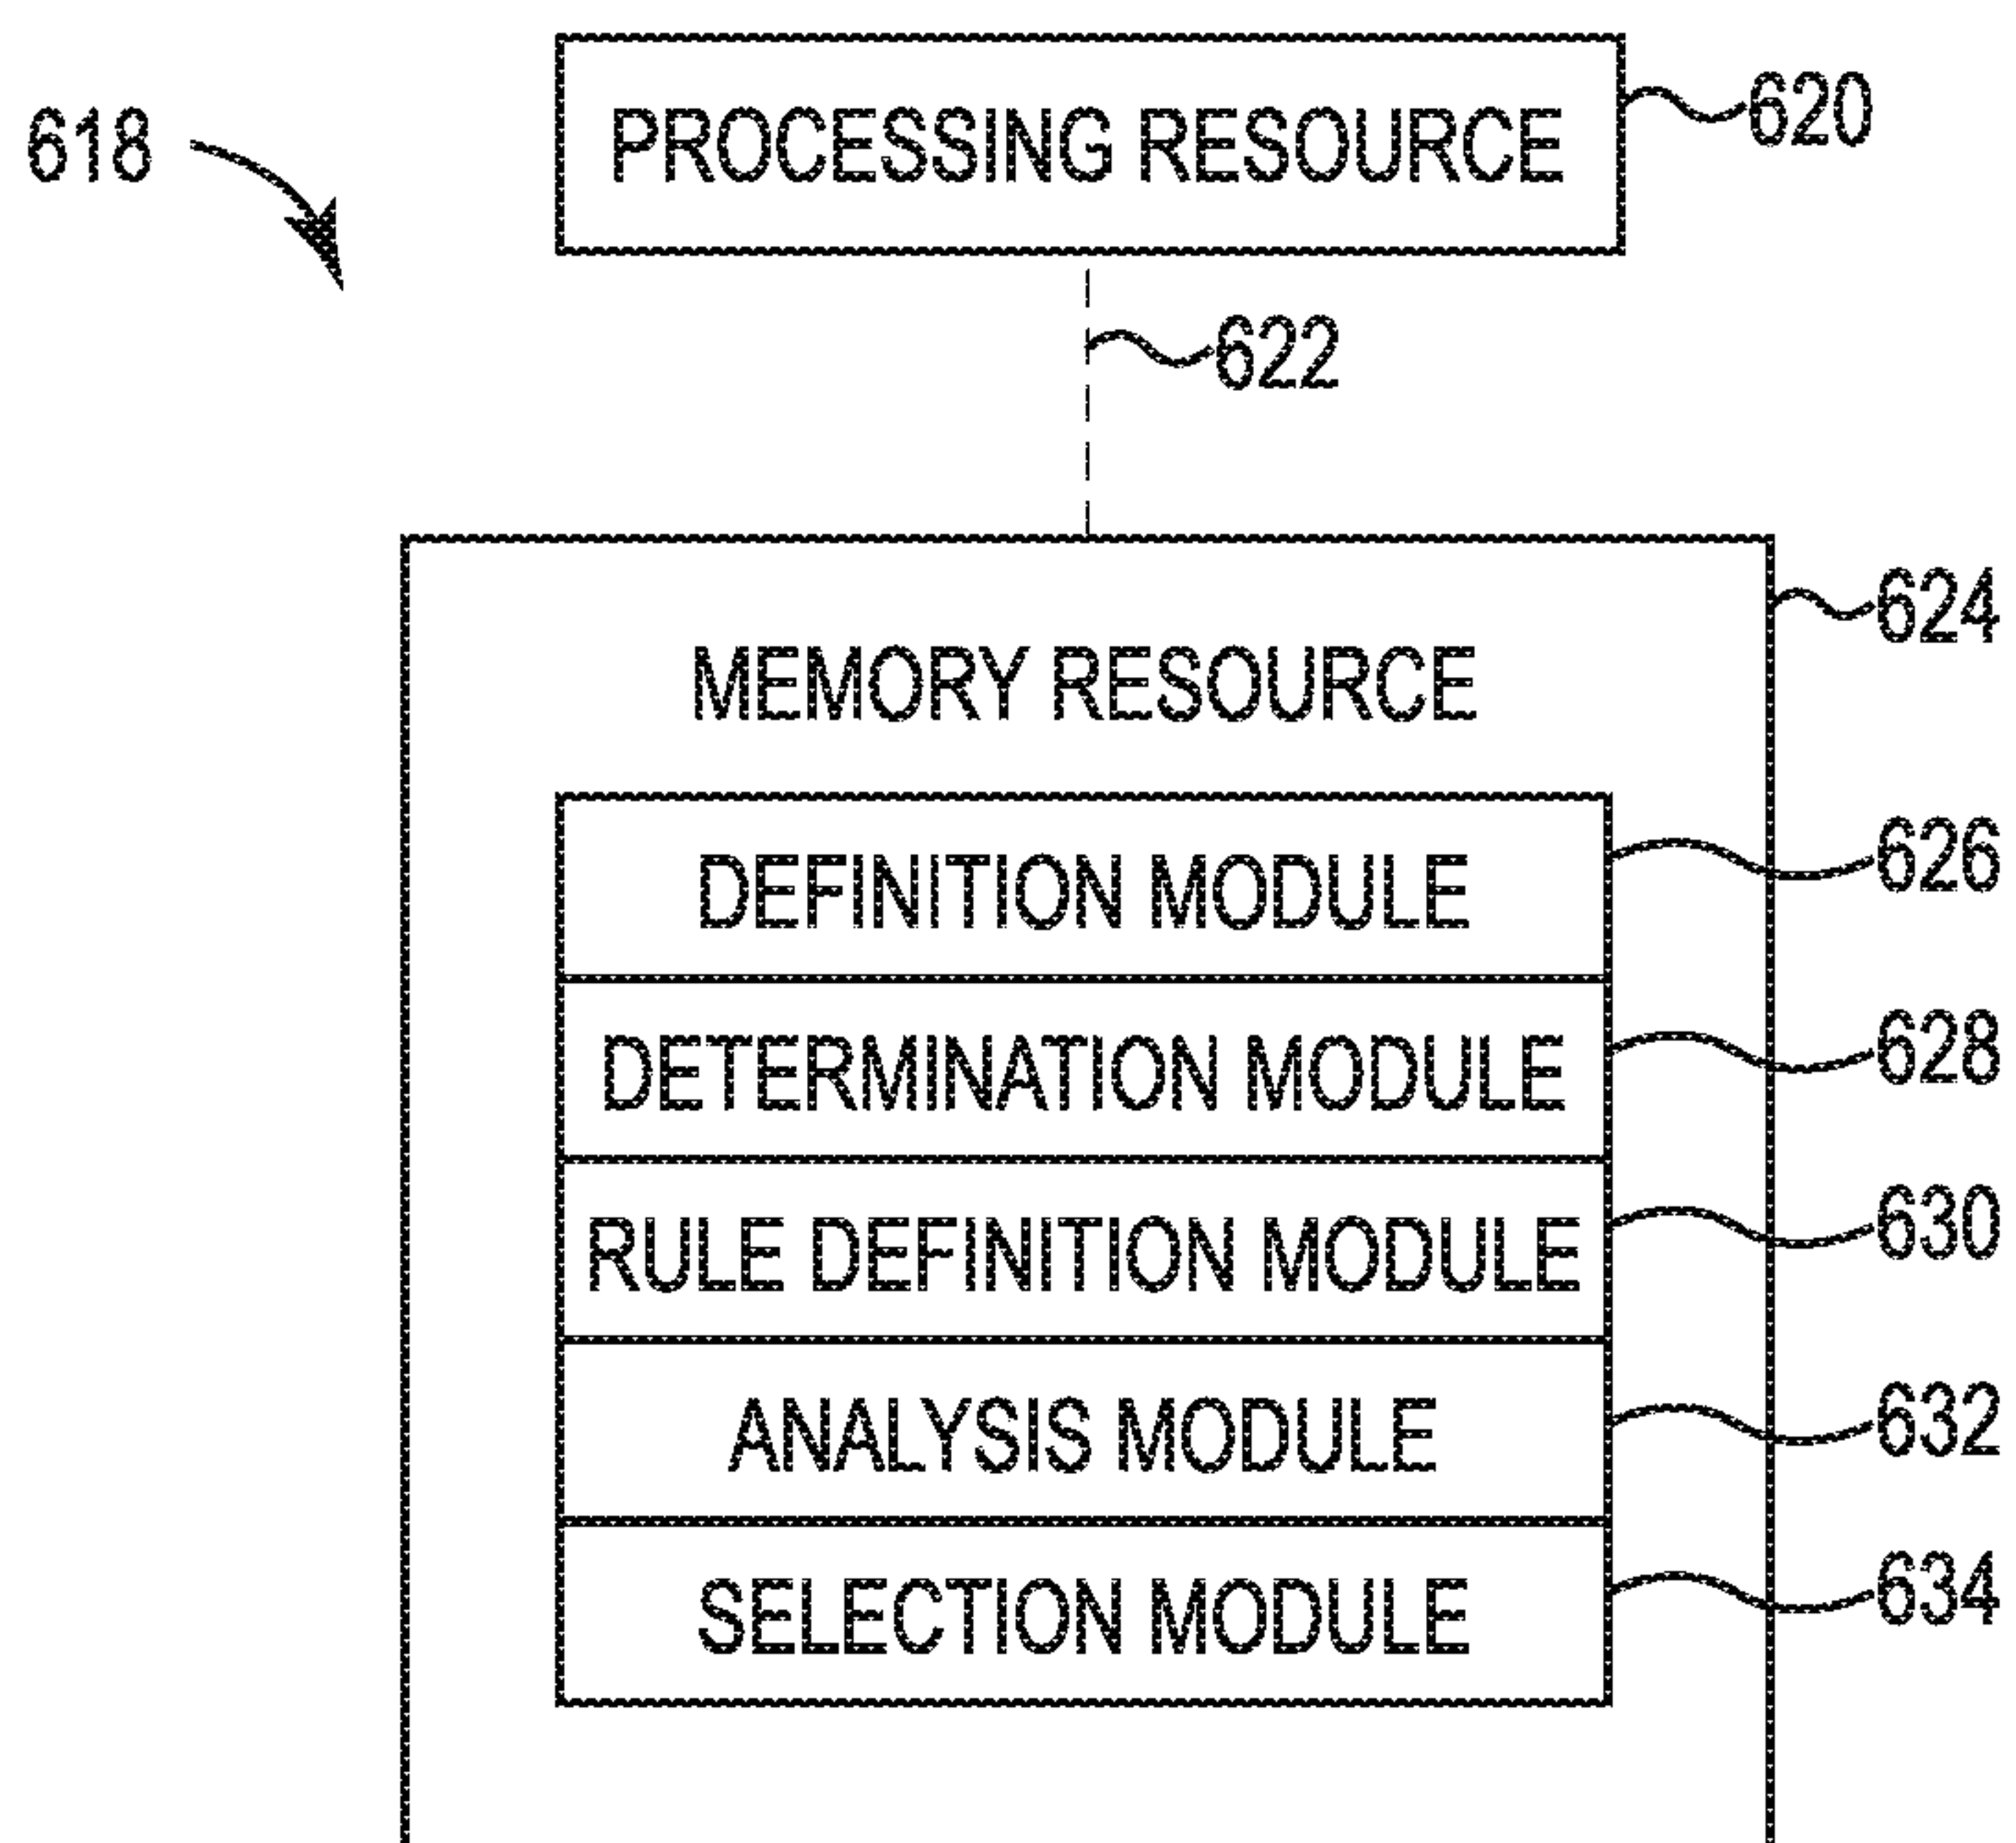 618
PROCESSING RESOURCE
620
622
624
MEMORY RESOURCE
DEFINITION MODULE
626
DETERMINATION MODULE
628
RULE DEFINITION MODULE
630
ANALYSIS MODULE
632
SELECTION MODULE
634